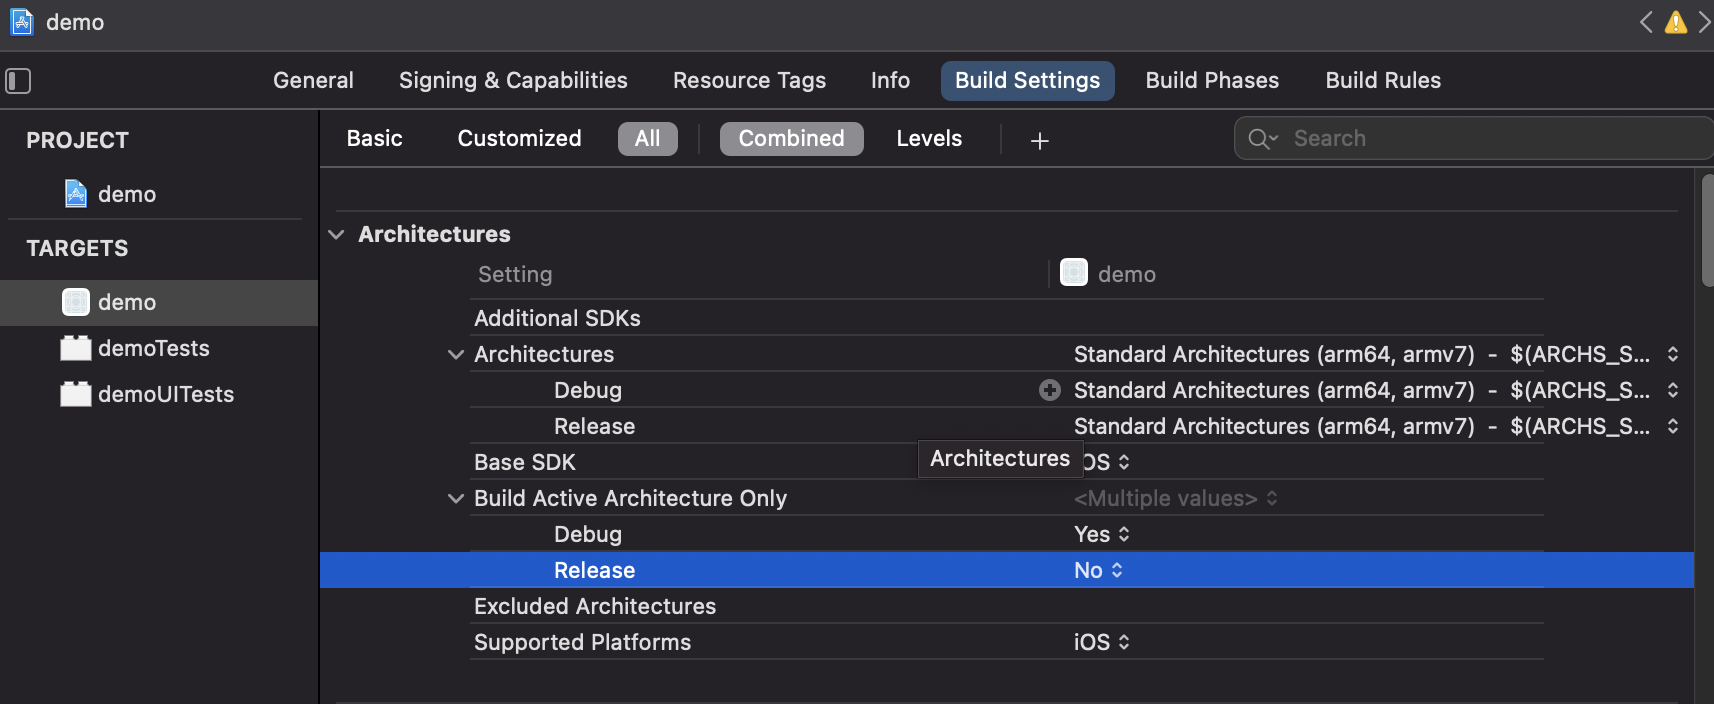 demo
General Signing & Capabilities Resource Tags Info Build Settings Build Phases Build Rules
PROJECT
demo
TARGETS
demo
demoTests
demoUITests
Basic Customized All Combined Levels + Search
Architectures
Setting demo
Additional SDKs
Architectures Standard Architectures (arm64, armv7) - $(ARCHS_S...
Debug Standard Architectures (arm64, armv7) - $(ARCHS_S...
Release Standard Architectures (arm64, armv7) - $(ARCHS_S...
Architectures
Base SDK OS
Build Active Architecture Only <Multiple values>
Debug Yes
Release No
Excluded Architectures
Supported Platforms iOS